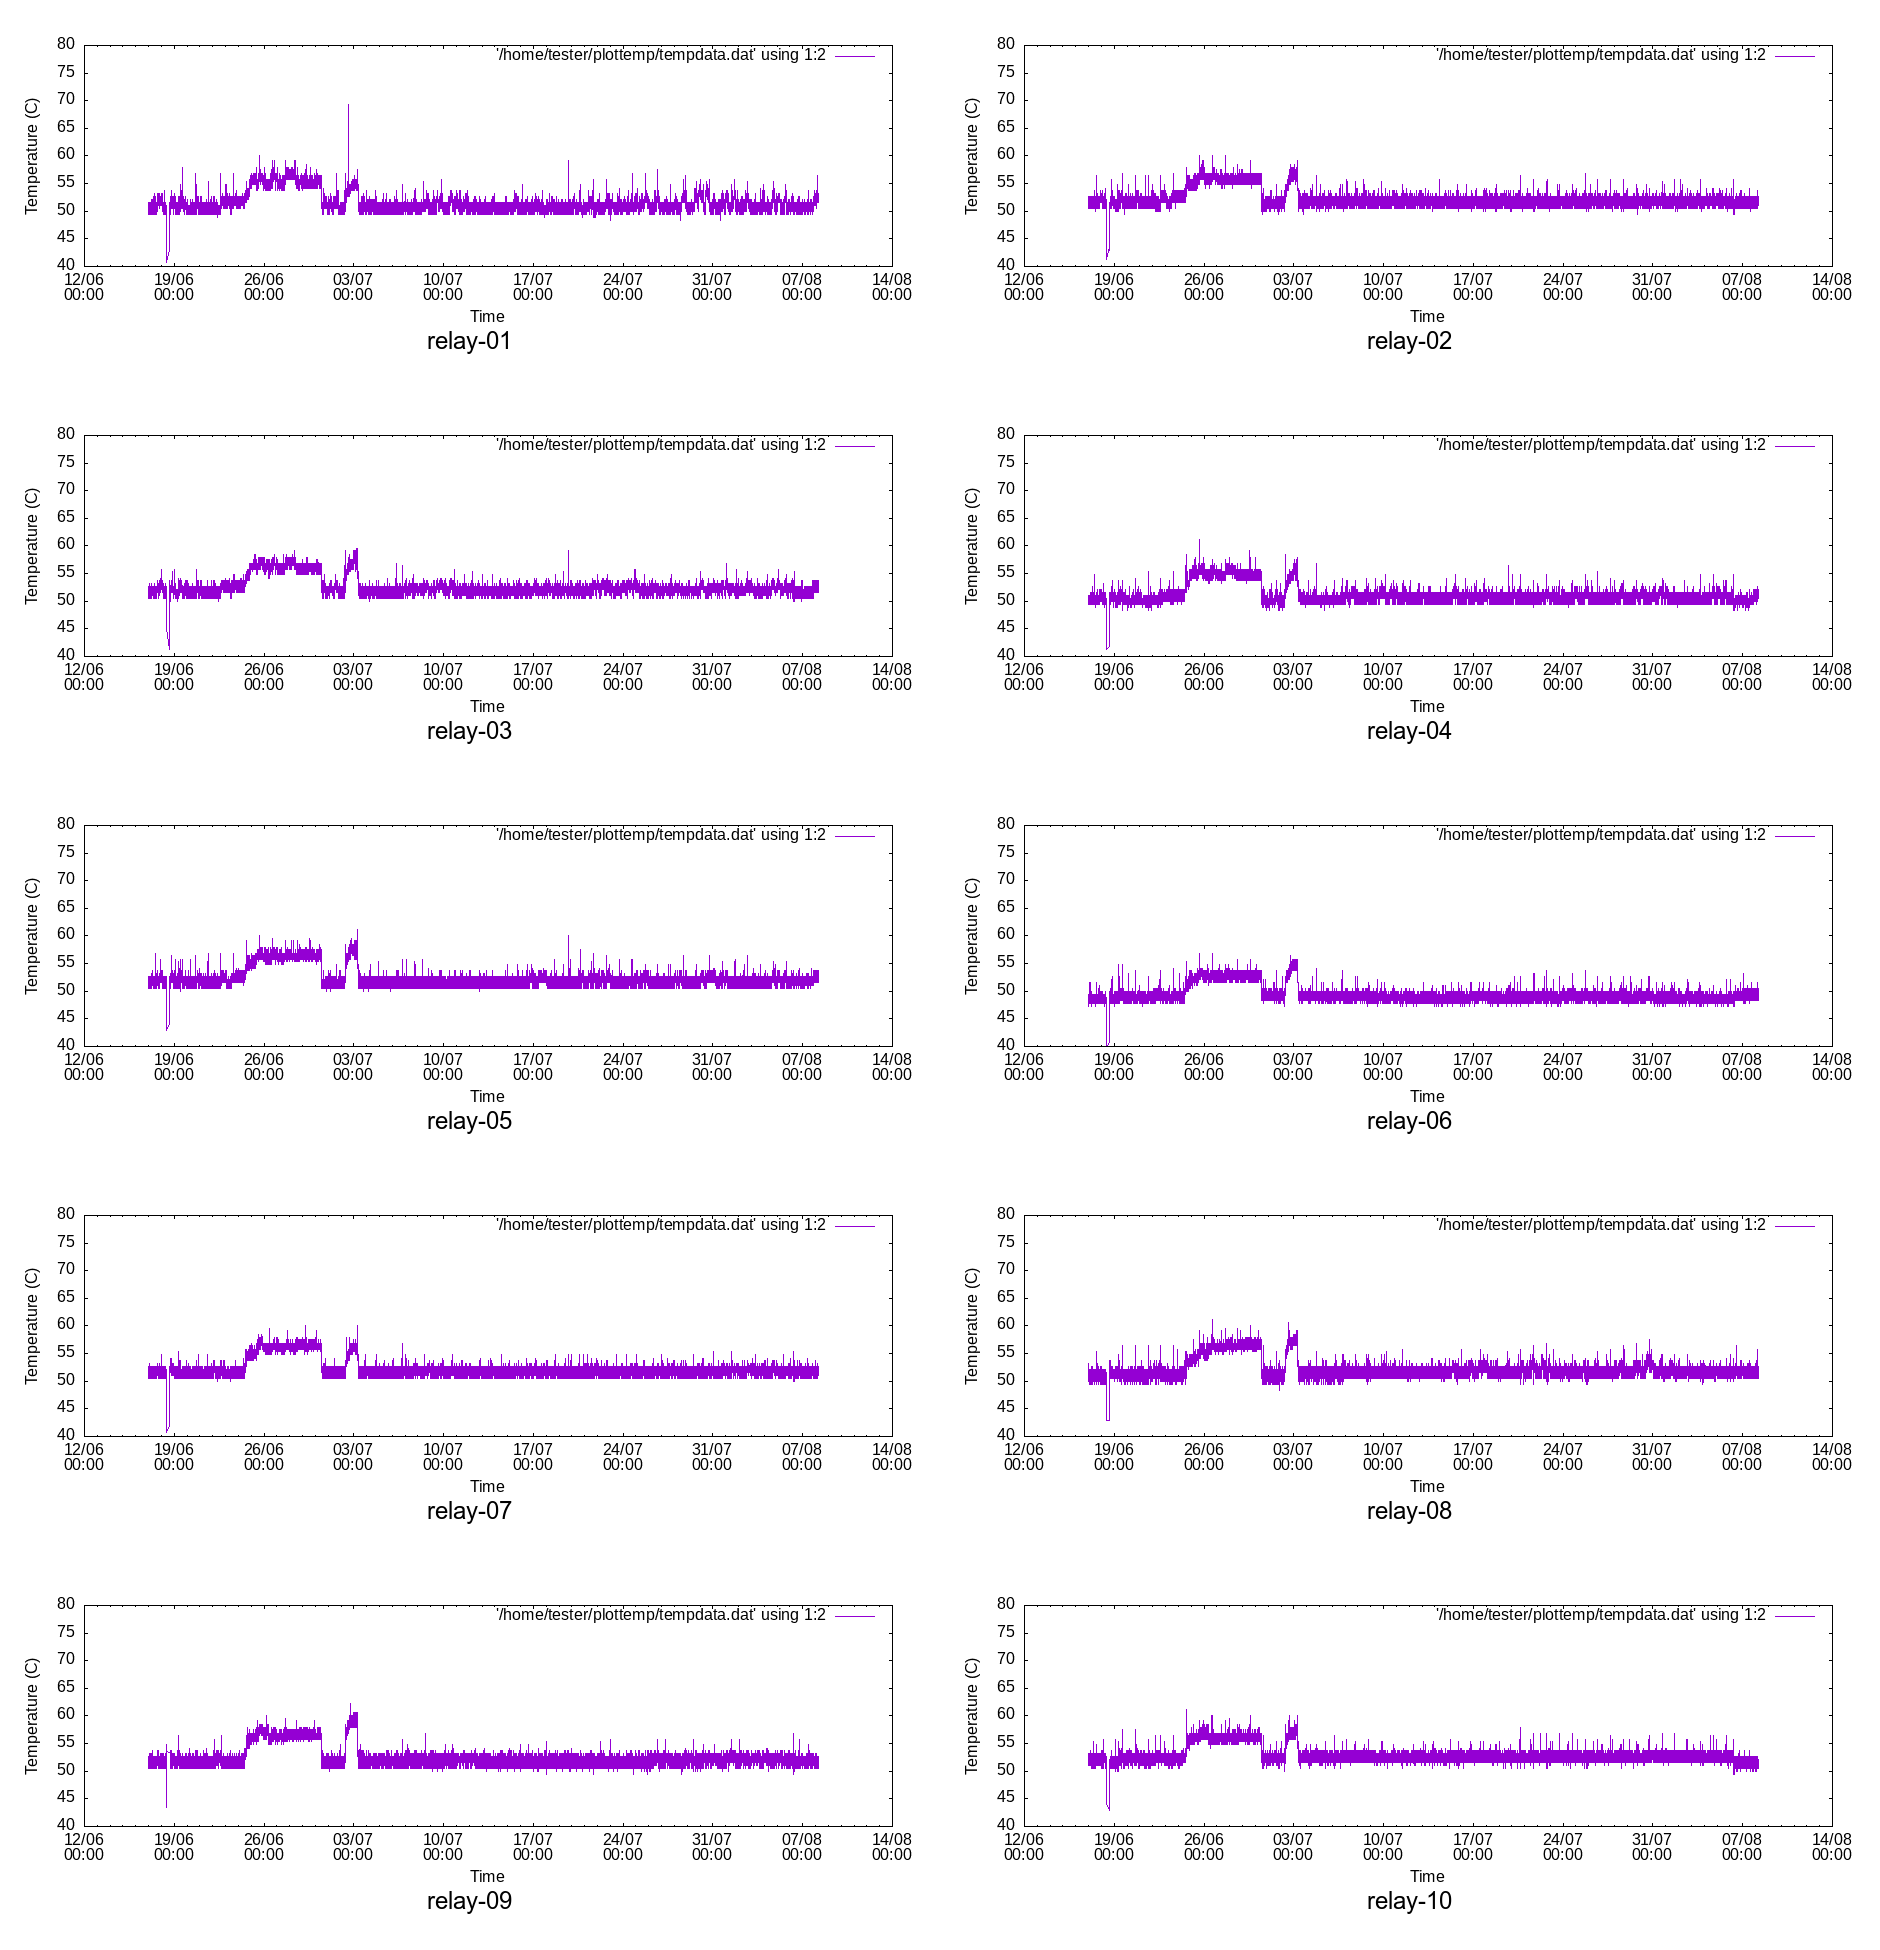 80 '/home/tester/plottemp/tempdata.dat' using 1:2
75
70
65
60
55
50
45
40
Temperature (C)
12/06 19/06 26/06 03/07 10/07 17/07 24/07 31/07 07/08 14/08
00:00 00:00 00:00 00:00 00:00 00:00 00:00 00:00 00:00 00:00
Time
relay-01
80 '/home/tester/plottemp/tempdata.dat' using 1:2
75
70
65
60
55
50
45
40
Temperature (C)
12/06 19/06 26/06 03/07 10/07 17/07 24/07 31/07 07/08 14/08
00:00 00:00 00:00 00:00 00:00 00:00 00:00 00:00 00:00 00:00
Time
relay-02
80 '/home/tester/plottemp/tempdata.dat' using 1:2
75
70
65
60
55
50
45
40
Temperature (C)
12/06 19/06 26/06 03/07 10/07 17/07 24/07 31/07 07/08 14/08
00:00 00:00 00:00 00:00 00:00 00:00 00:00 00:00 00:00 00:00
Time
relay-03
80 '/home/tester/plottemp/tempdata.dat' using 1:2
75
70
65
60
55
50
45
40
Temperature (C)
12/06 19/06 26/06 03/07 10/07 17/07 24/07 31/07 07/08 14/08
00:00 00:00 00:00 00:00 00:00 00:00 00:00 00:00 00:00 00:00
Time
relay-04
80 '/home/tester/plottemp/tempdata.dat' using 1:2
75
70
65
60
55
50
45
40
Temperature (C)
12/06 19/06 26/06 03/07 10/07 17/07 24/07 31/07 07/08 14/08
00:00 00:00 00:00 00:00 00:00 00:00 00:00 00:00 00:00 00:00
Time
relay-05
80 '/home/tester/plottemp/tempdata.dat' using 1:2
75
70
65
60
55
50
45
40
Temperature (C)
12/06 19/06 26/06 03/07 10/07 17/07 24/07 31/07 07/08 14/08
00:00 00:00 00:00 00:00 00:00 00:00 00:00 00:00 00:00 00:00
Time
relay-06
80 '/home/tester/plottemp/tempdata.dat' using 1:2
75
70
65
60
55
50
45
40
Temperature (C)
12/06 19/06 26/06 03/07 10/07 17/07 24/07 31/07 07/08 14/08
00:00 00:00 00:00 00:00 00:00 00:00 00:00 00:00 00:00 00:00
Time
relay-07
80 '/home/tester/plottemp/tempdata.dat' using 1:2
75
70
65
60
55
50
45
40
Temperature (C)
12/06 19/06 26/06 03/07 10/07 17/07 24/07 31/07 07/08 14/08
00:00 00:00 00:00 00:00 00:00 00:00 00:00 00:00 00:00 00:00
Time
relay-08
80 '/home/tester/plottemp/tempdata.dat' using 1:2
75
70
65
60
55
50
45
40
Temperature (C)
12/06 19/06 26/06 03/07 10/07 17/07 24/07 31/07 07/08 14/08
00:00 00:00 00:00 00:00 00:00 00:00 00:00 00:00 00:00 00:00
Time
relay-09
80 '/home/tester/plottemp/tempdata.dat' using 1:2
75
70
65
60
55
50
45
40
Temperature (C)
12/06 19/06 26/06 03/07 10/07 17/07 24/07 31/07 07/08 14/08
00:00 00:00 00:00 00:00 00:00 00:00 00:00 00:00 00:00 00:00
Time
relay-10